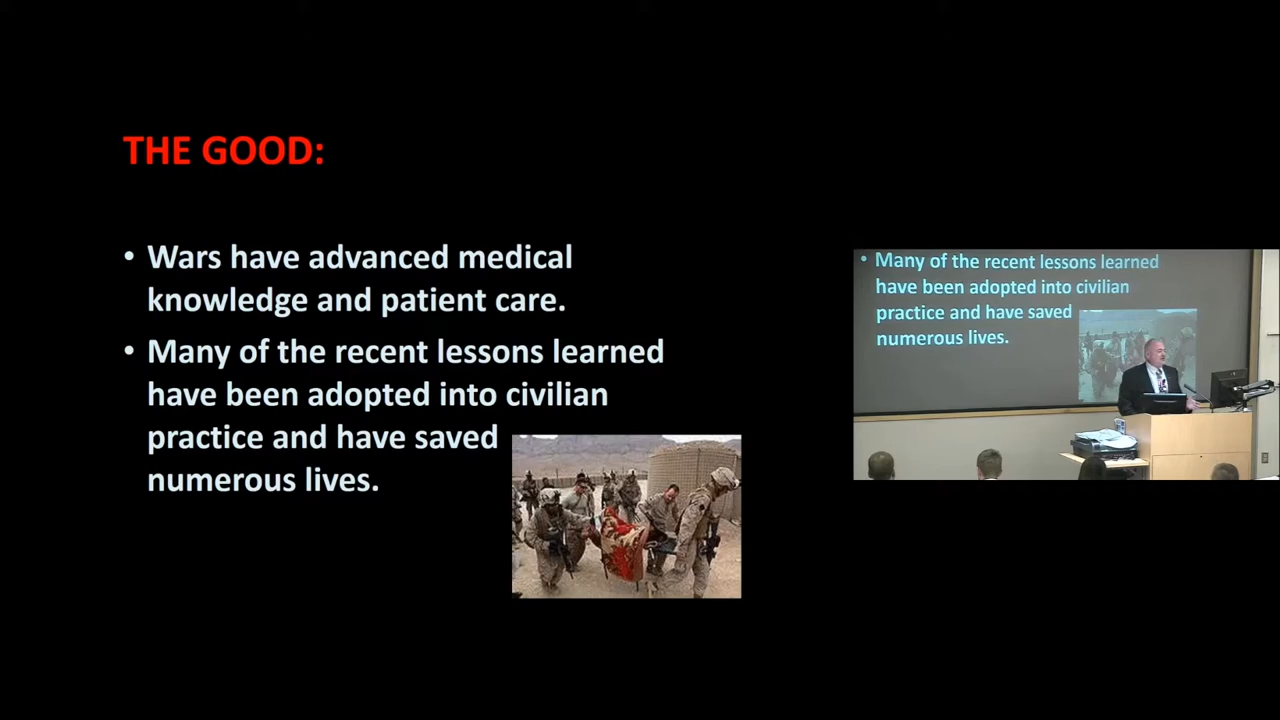 THE GOOD:
• Wars have advanced medical
knowledge and patient care.
• Many of the recent lessons learned
have been adopted into civilian
practice and have saved
numerous lives.
• Many of the recent lessons learned
have been adopted into civilian
practice and have saved
numerous lives.